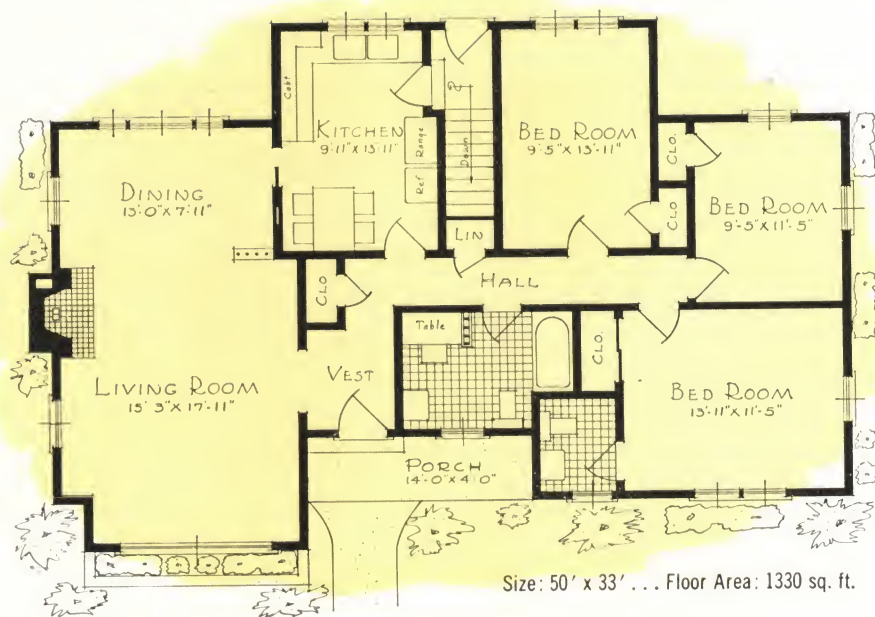 KITCHEN
9'-11" X 13'-11"
Cabt
Range
Ref.
Down
BED ROOM
9'-5" X 13'-11"
CLO.
CLO
BED ROOM
9'-5" X 11'-5"
DINING
13'-0" X 7'-11"
LIN
HALL
CLO
Table
CLO.
VEST
LIVING ROOM
15'3" X 17'-11"
BED ROOM
13'-11" X 11'-5"
PORCH
14'-0" X 4'-0"
Size: 50' x 33' ... Floor Area: 1330 sq. ft.